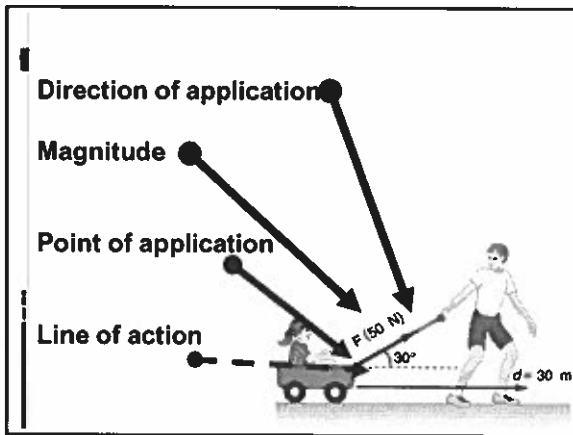 Direction of application
Magnitude
Point of application
Line of action
F (50 N)
30°
d = 30 m